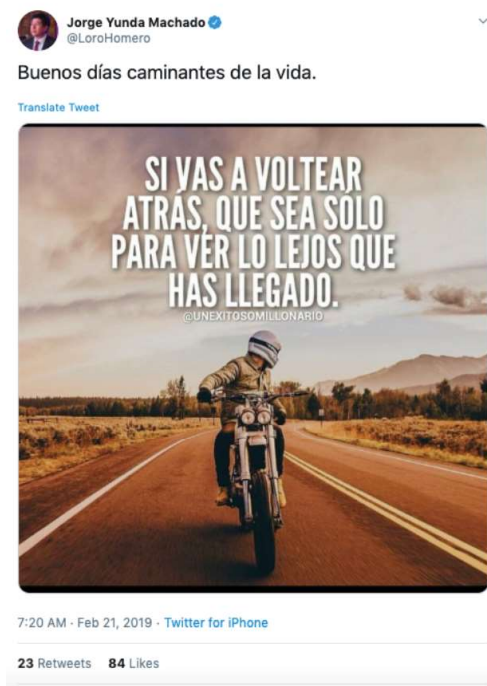 Jorge Yunda Machado
@LoroHomero
Buenos días caminantes de la vida.
Translate Tweet
SI VAS A VOLTEAR
ATRÁS, QUE SEA SÓLO
PARA VER LO LEJOS QUE
HAS LLEGADO.
@UNEXITOSOMILLONARIO
7:20 AM · Feb 21, 2019 · Twitter for iPhone
23 Retweets 84 Likes